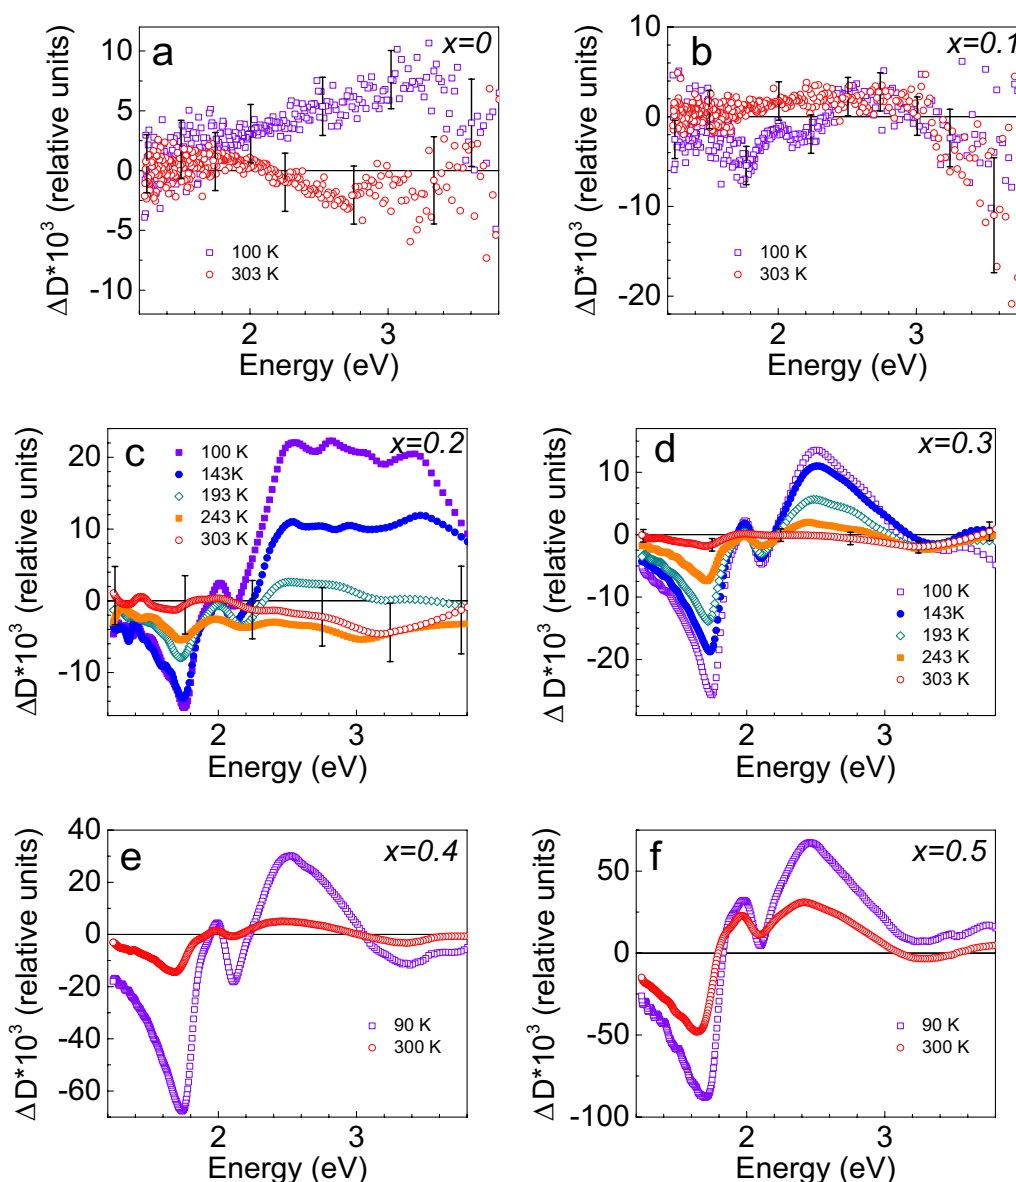 a
x=0
ΔD*10³ (relative units)
10
5
0
-5
-10
100 K
303 K
2
3
Energy (eV)
b
x=0.1
ΔD*10³ (relative units)
10
0
-10
-20
100 K
303 K
2
3
Energy (eV)
c
x=0.2
ΔD*10³ (relative units)
20
10
0
-10
100 K
143K
193 K
243 K
303 K
2
3
Energy (eV)
d
x=0.3
Δ D*10³ (relative units)
10
0
-10
-20
100 K
143K
193 K
243 K
303 K
2
3
Energy (eV)
e
x=0.4
ΔD*10³ (relative units)
40
20
0
-20
-40
-60
90 K
300 K
2
3
Energy (eV)
f
x=0.5
ΔD*10³ (relative units)
50
0
-50
-100
90 K
300 K
2
3
Energy (eV)